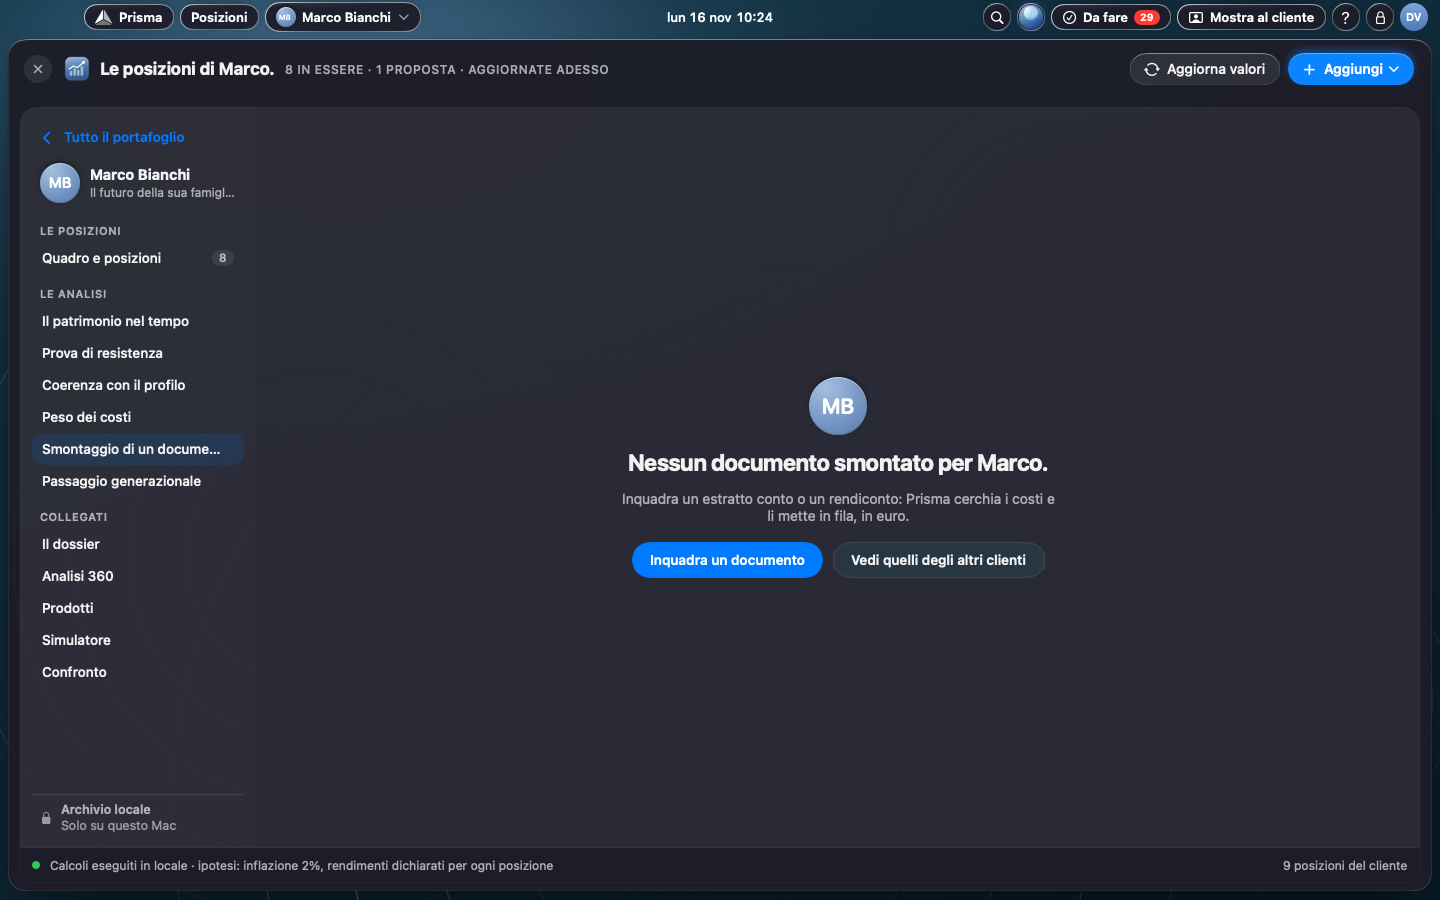 Prisma
Posizioni
MB Marco Bianchi
lun 16 nov 10:24
Da fare 29
Mostra al cliente
?
DV
Le posizioni di Marco. 8 IN ESSERE · 1 PROPOSTA · AGGIORNATE ADESSO
Aggiorna valori
+ Aggiungi
Tutto il portafoglio
MB
Marco Bianchi
Il futuro della sua famigl...
LE POSIZIONI
Quadro e posizioni 8
LE ANALISI
Il patrimonio nel tempo
Prova di resistenza
Coerenza con il profilo
Peso dei costi
Smontaggio di un docume...
Passaggio generazionale
COLLEGATI
Il dossier
Analisi 360
Prodotti
Simulatore
Confronto
Archivio locale
Solo su questo Mac
MB
Nessun documento smontato per Marco.
Inquadra un estratto conto o un rendiconto: Prisma cerchia i costi e
li mette in fila, in euro.
Inquadra un documento
Vedi quelli degli altri clienti
Calcoli eseguiti in locale · ipotesi: inflazione 2%, rendimenti dichiarati per ogni posizione
9 posizioni del cliente